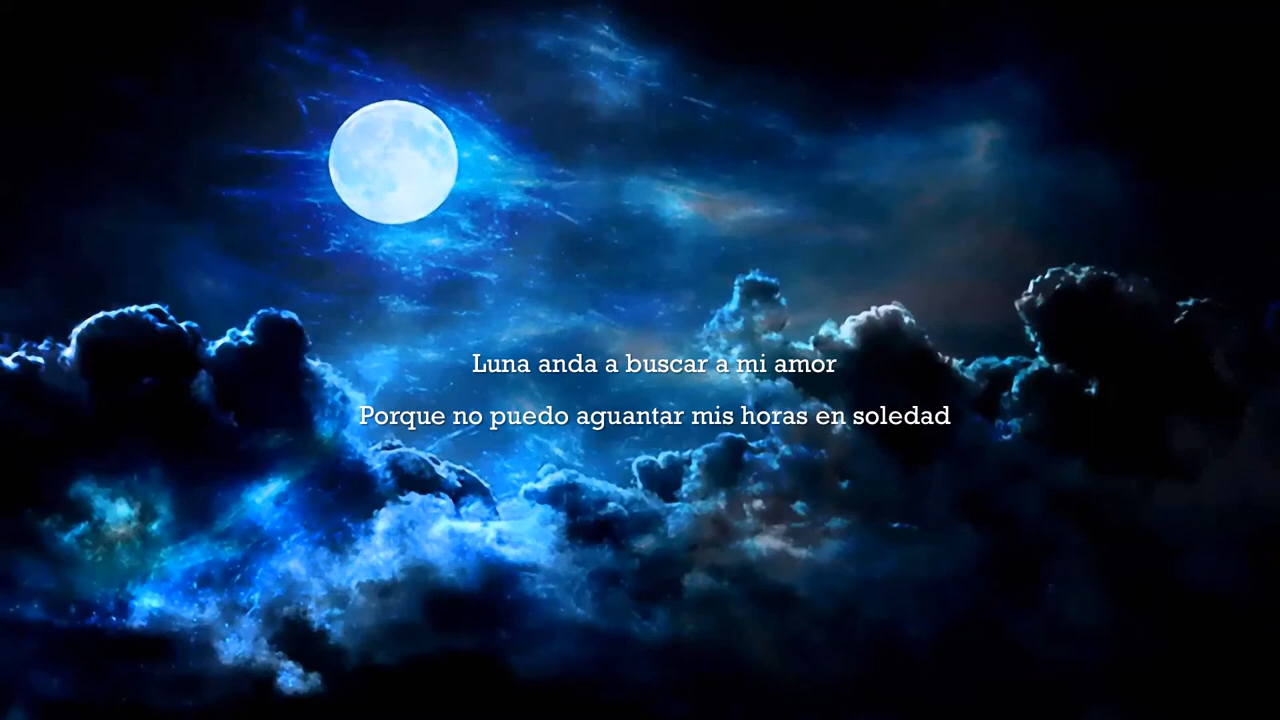 Luna anda a buscar a mi amor
Porque no puedo aguantar mis horas en soledad